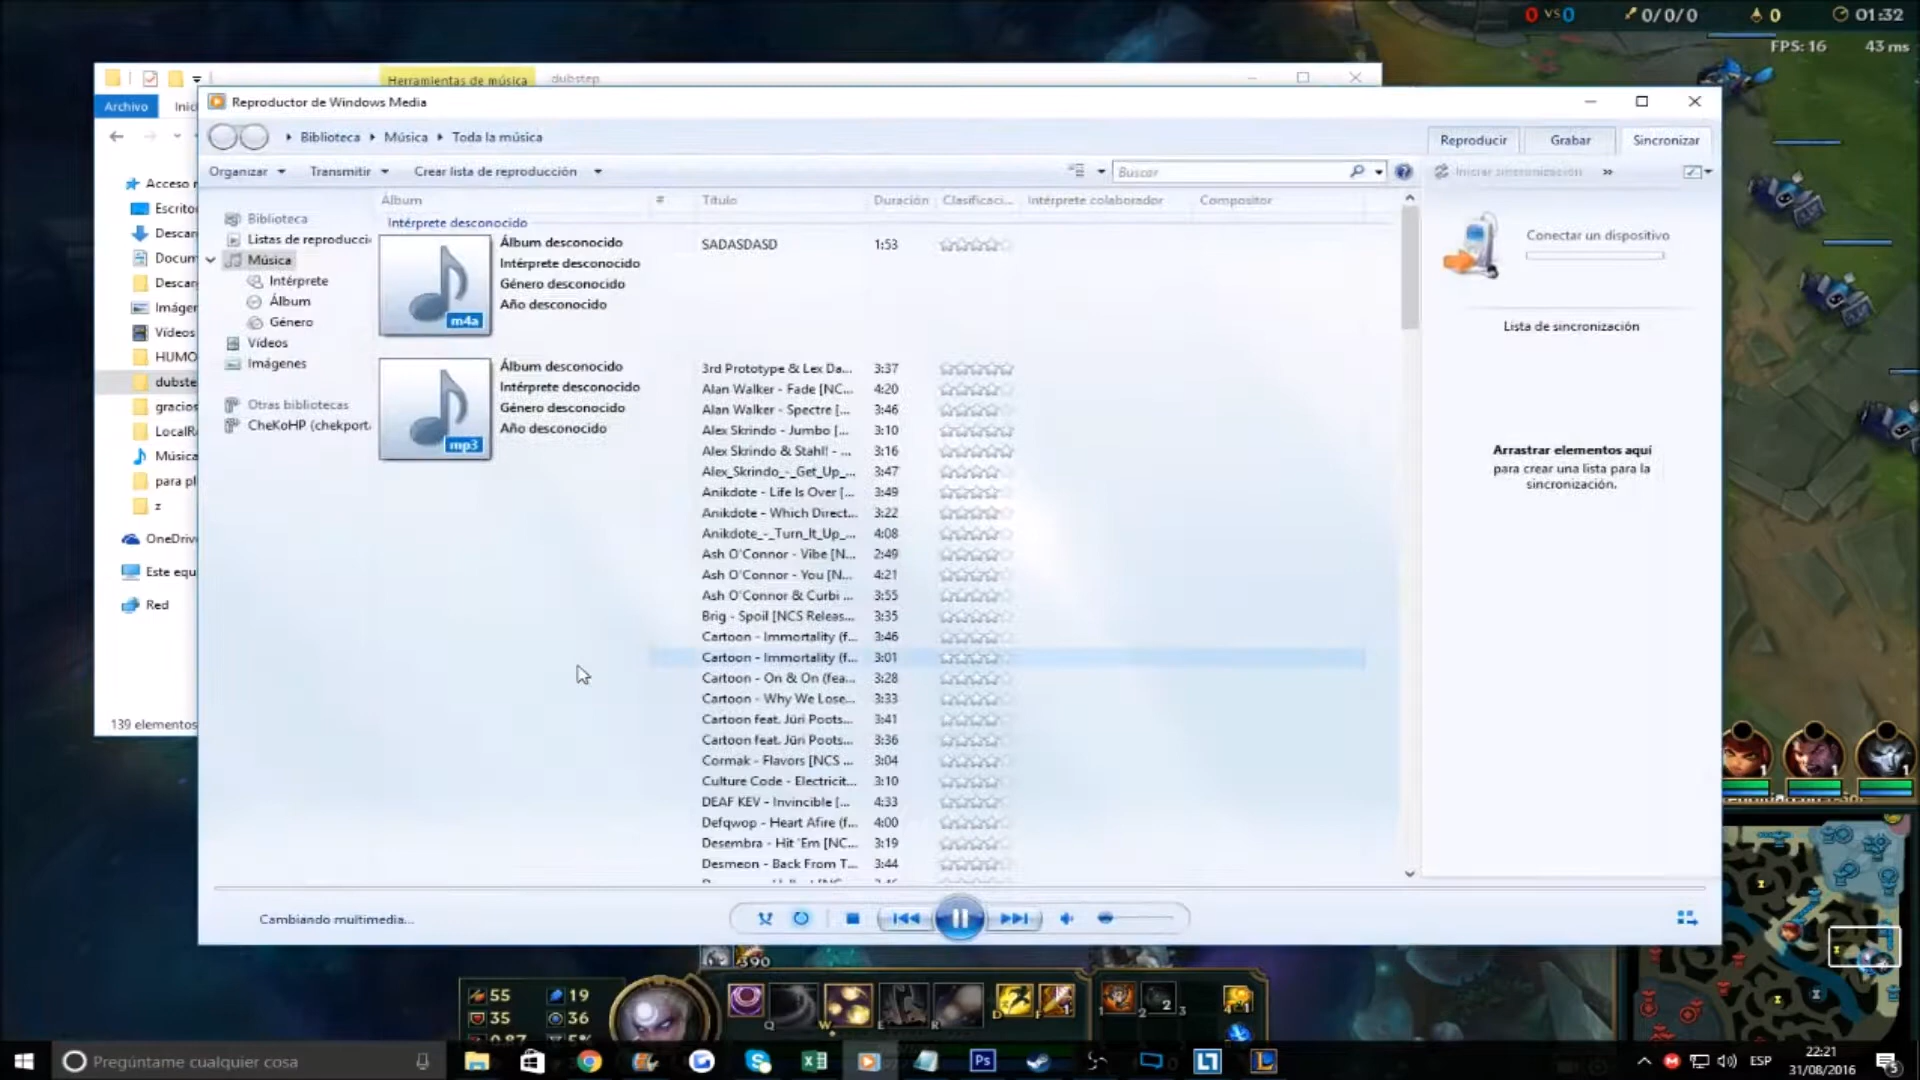 0 vs 0
0/0/0
0
01:32
FPS: 16
43 ms
Herramientas de música
dubstep
Archivo
Inic
Reproductor de Windows Media
Biblioteca
Música
Toda la música
Reproducir
Grabar
Sincronizar
Organizar
Transmitir
Crear lista de reproducción
Buscar
Iniciar sincronización
Acceso r
Escrito
Descar
Docum
Descar
Imáger
Vídeos
HUMO
dubste
gracios
LocalRa
Música
para pl
z
OneDriv
Este equ
Red
139 elementos
Biblioteca
Listas de reproducci
Música
Intérprete
Álbum
Género
Vídeos
Imágenes
Otras bibliotecas
CheKoHP (chekport.
Álbum
#
Título
Duración
Clasificaci...
Intérprete colaborador
Compositor
Intérprete desconocido
m4a
Álbum desconocido
Intérprete desconocido
Género desconocido
Año desconocido
SADASDASD 1:53
mp3
Álbum desconocido
Intérprete desconocido
Género desconocido
Año desconocido
3rd Prototype & Lex Da... 3:37
Alan Walker - Fade [NC... 4:20
Alan Walker - Spectre [... 3:46
Alex Skrindo - Jumbo [... 3:10
Alex Skrindo & Stahl! - ... 3:16
Alex_Skrindo_-_Get_Up_... 3:47
Anikdote - Life Is Over [... 3:49
Anikdote - Which Direct... 3:22
Anikdote_-_Turn_It_Up_... 4:08
Ash O'Connor - Vibe [N... 2:49
Ash O'Connor - You [N... 4:21
Ash O'Connor & Curbi ... 3:55
Brig - Spoil [NCS Releas... 3:35
Cartoon - Immortality (f... 3:46
Cartoon - Immortality (f... 3:01
Cartoon - On & On (fea... 3:28
Cartoon - Why We Lose... 3:33
Cartoon feat. Jüri Poots... 3:41
Cartoon feat. Jüri Poots... 3:36
Cormak - Flavors [NCS ... 3:04
Culture Code - Electricit... 3:10
DEAF KEV - Invincible [... 4:33
Defqwop - Heart Afire (f... 4:00
Desembra - Hit 'Em [NC... 3:19
Desmeon - Back From T... 3:44
Conectar un dispositivo
Lista de sincronización
Arrastrar elementos aquí
para crear una lista para la
sincronización.
Cambiando multimedia...
390
55
19
35
36
0.87
Q
W
E
R
D
F
1
2
2
3
Pregúntame cualquier cosa
Ps
ESP
22:21
31/08/2016
5